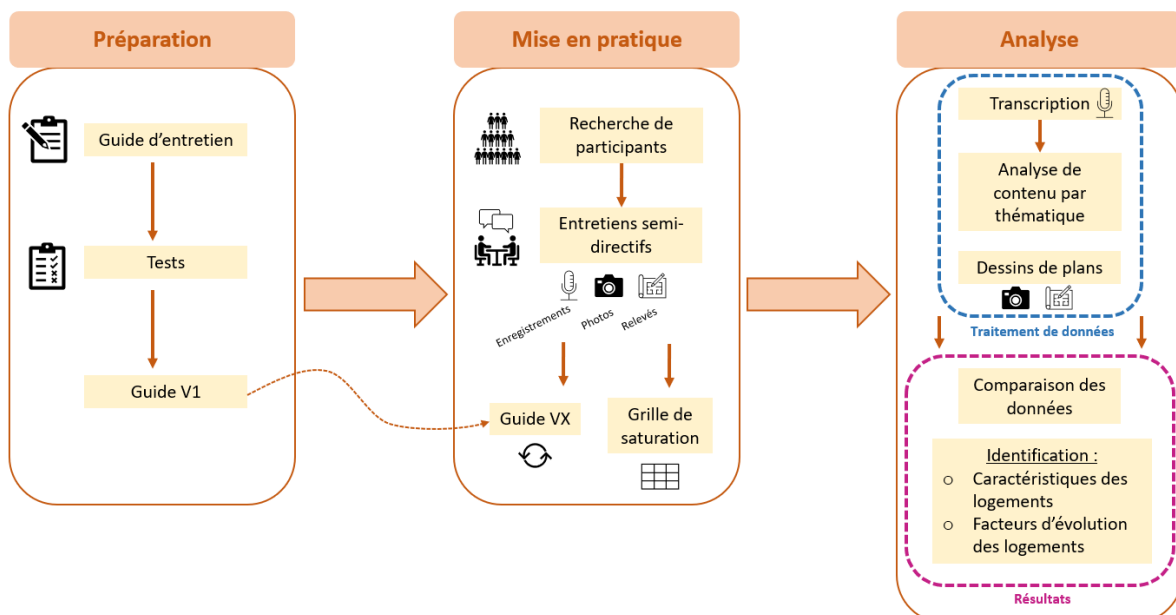 Préparation
Guide d'entretien
Tests
Guide V1
Mise en pratique
Recherche de
participants
Entretiens semi-
directifs
Enregistrements
Photos
Relevés
Guide VX
Grille de
saturation
Analyse
Transcription
Analyse de
contenu par
thématique
Dessins de plans
Traitement de données
Comparaison des
données
Identification :
o Caractéristiques des
logements
o Facteurs d'évolution
des logements
Résultats